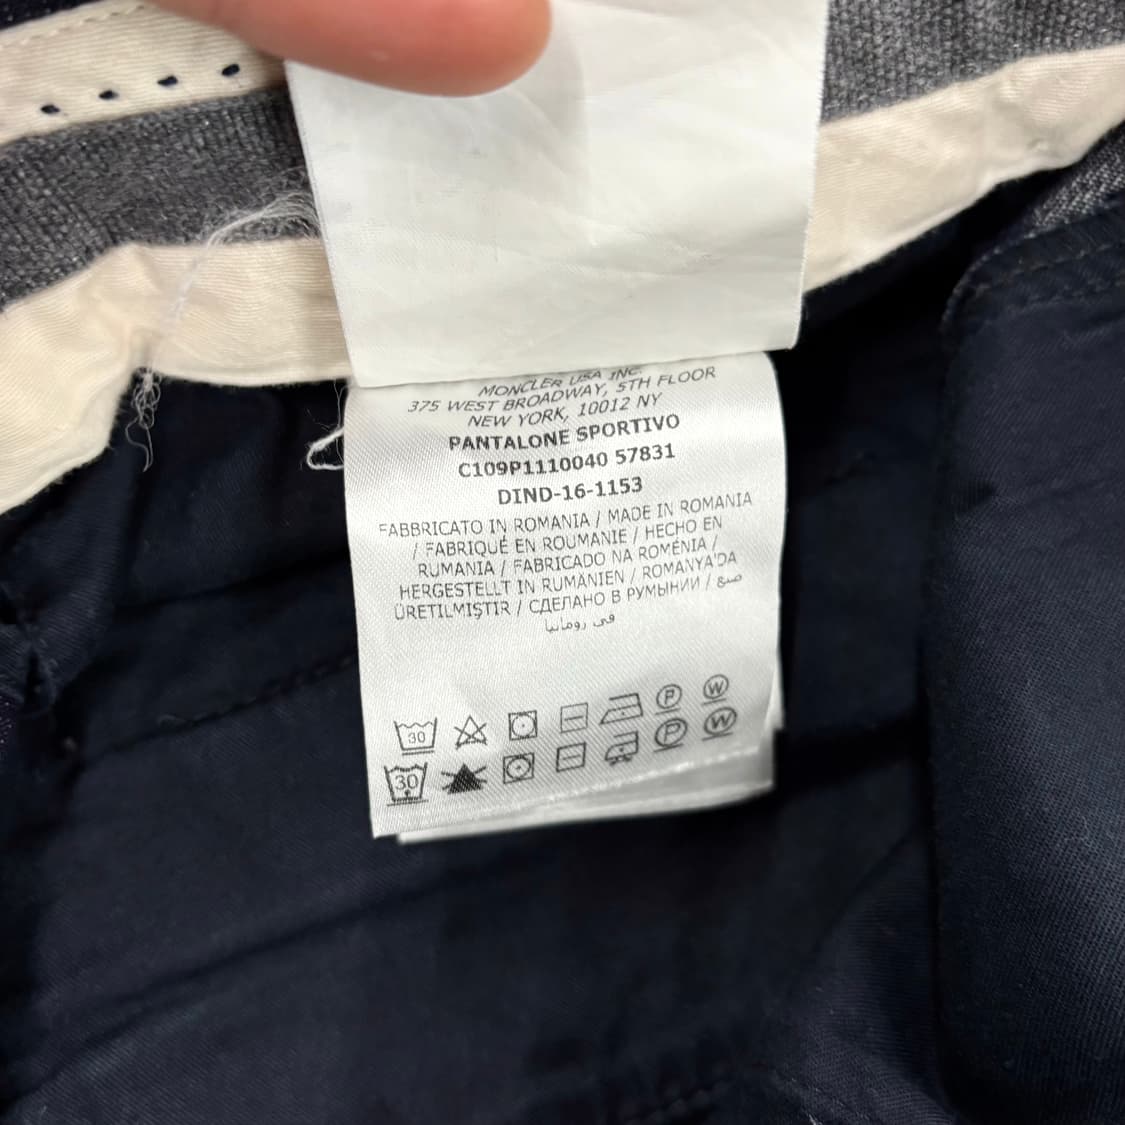 MONCLER USA INC.
375 WEST BROADWAY, 5TH FLOOR
NEW YORK, 10012 NY
PANTALONE SPORTIVO
C109P1110040 57831
DIND-16-1153
FABBRICATO IN ROMANIA / MADE IN ROMANIA
/ FABRIQUÉ EN ROUMANIE / HECHO EN
RUMANIA / FABRICADO NA ROMÉNIA /
HERGESTELLT IN RUMÄNIEN / ROMANYA'DA
ÜRETILMIŞTIR / СДЕЛАНО В РУМЫНИИ / صنع
في رومانيا
30 P W
30 P W